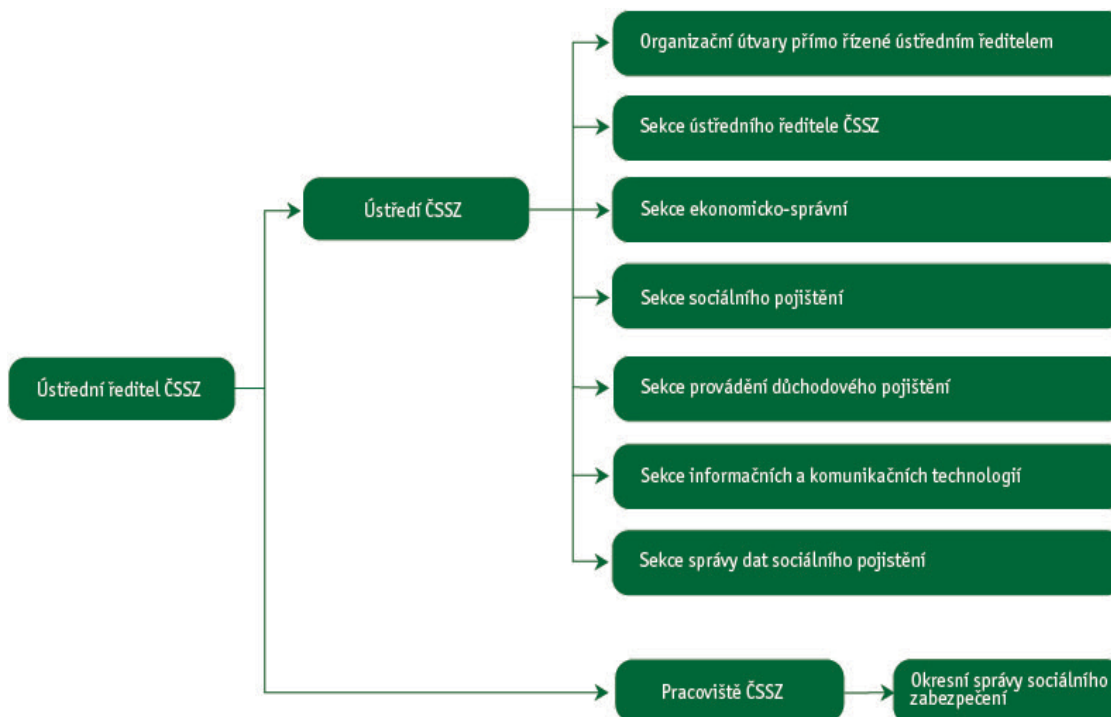 Organizační útvary přímo řízené ústředním ředitelem
Sekce ústředního ředitele ČSSZ
Ústředí ČSSZ
Sekce ekonomicko-správní
Sekce sociálního pojištění
Ústřední ředitel ČSSZ
Sekce provádění důchodového pojištění
Sekce informačních a komunikačních technologií
Sekce správy dat sociálního pojistění
Pracoviště ČSSZ
Okresní správy sociálního
zabezpečení